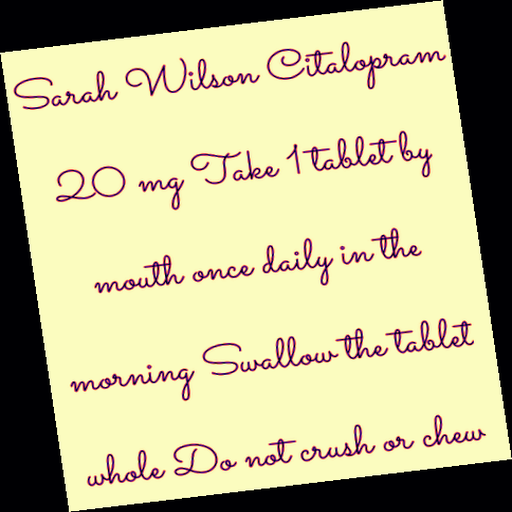 Sarah Wilson Citalopram
20 mg Take 1 tablet by
mouth once daily in the
morning Swallow the tablet
whole Do not crush or chew